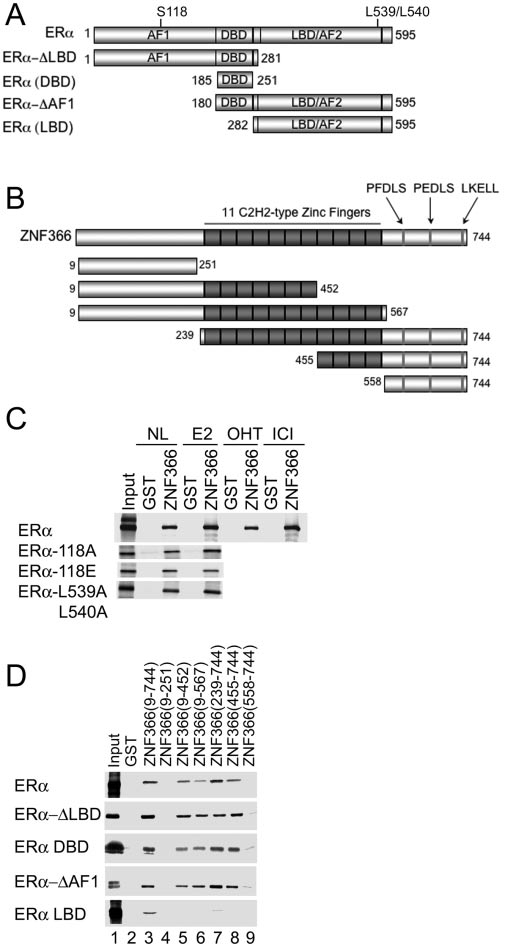 A
S118 L539/L540
ERα 1 AF1 DBD LBD/AF2 595
ERα–ΔLBD 1 AF1 DBD 281
ERα (DBD) 185 DBD 251
ERα–ΔAF1 180 DBD LBD/AF2 595
ERα (LBD) 282 LBD/AF2 595
B
PFDLS PEDLS LKELL
11 C2H2-type Zinc Fingers
ZNF366 744
9 251
9 452
9 567
239 744
455 744
558 744
C
NL E2 OHT ICI
Input GST ZNF366 GST ZNF366 GST ZNF366 GST ZNF366
ERα
ERα-118A
ERα-118E
ERα-L539A
L540A
D
Input GST ZNF366(9-744) ZNF366(9-251) ZNF366(9-452) ZNF366(9-567) ZNF366(239-744) ZNF366(455-744) ZNF366(558-744)
ERα
ERα–ΔLBD
ERα DBD
ERα–ΔAF1
ERα LBD
1 2 3 4 5 6 7 8 9